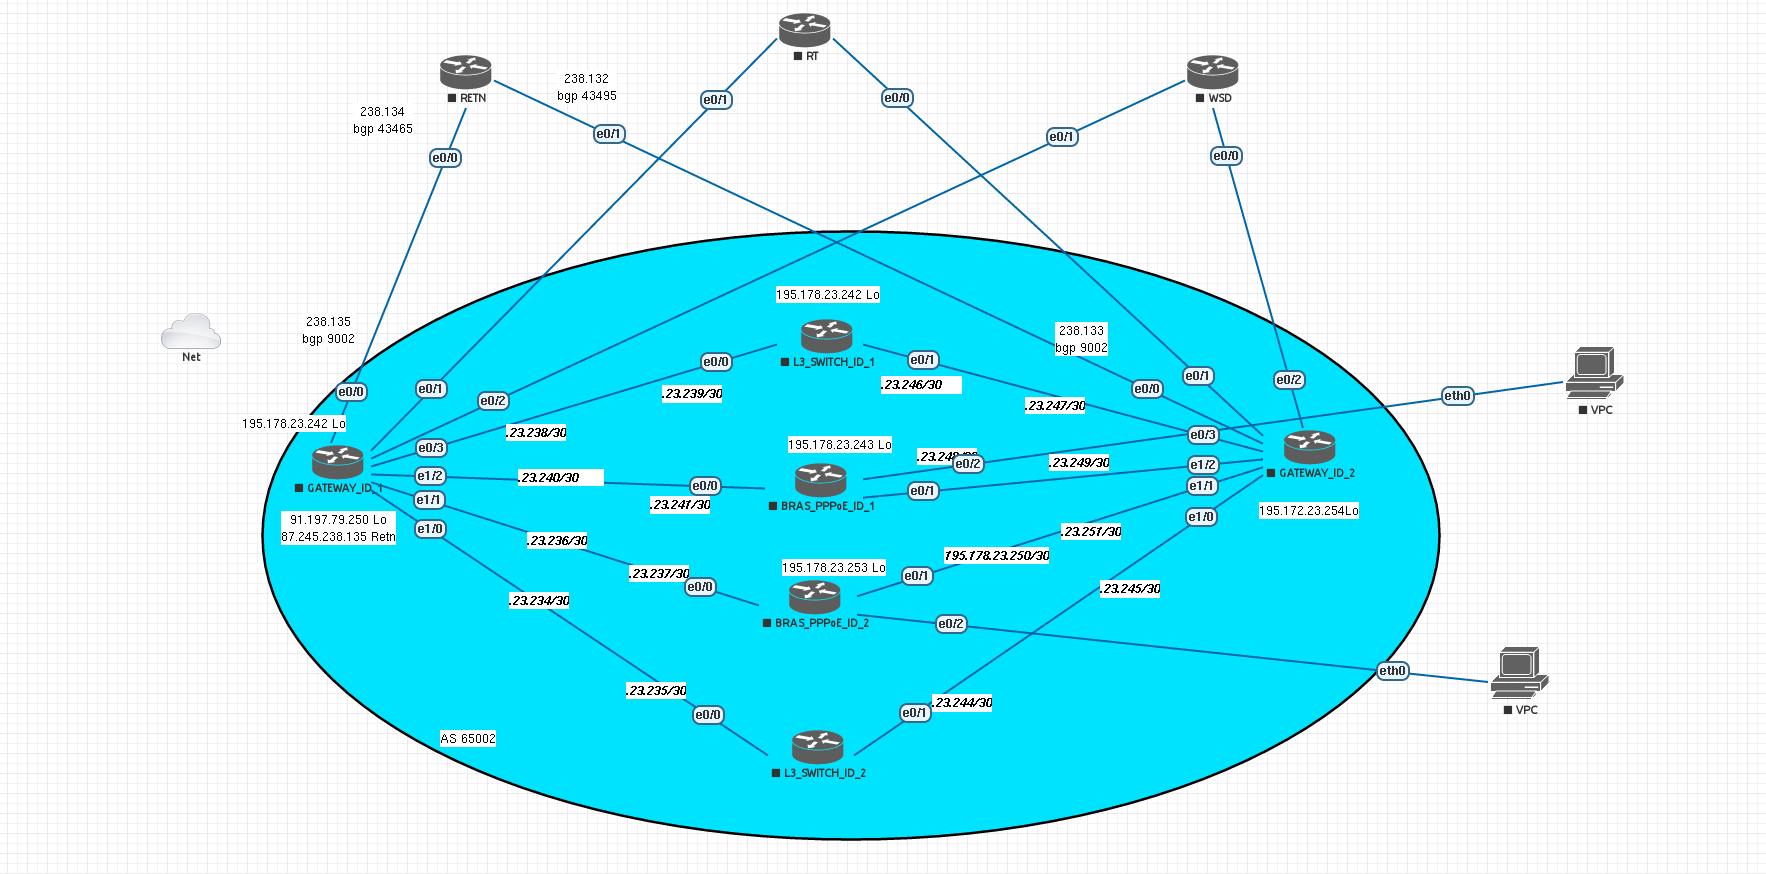 RT
RETN
WSD
238.132
bgp 43495
238.134
bgp 43465
e0/1
e0/0
e0/1
e0/1
e0/0
e0/0
195.178.23.242 Lo
238.135
bgp 9002
238.133
bgp 9002
Net
L3_SWITCH_ID_1
e0/0
e0/1
.23.246/30
.23.239/30
.23.247/30
e0/0
e0/1
e0/2
e0/0
e0/1
e0/2
eth0
VPC
195.178.23.242 Lo
.23.238/30
e0/3
195.178.23.243 Lo
e0/3
.23.249/30
e0/2
e1/2
.23.240/30
e0/0
e1/2
GATEWAY_ID_1
GATEWAY_ID_2
e1/1
.23.241/30
BRAS_PPPoE_ID_1
e0/1
e1/1
195.172.23.254Lo
91.197.79.250 Lo
87.245.238.135 Retn
e1/0
e1/0
.23.236/30
.23.251/30
195.178.23.250/30
.23.237/30
195.178.23.253 Lo
e0/0
e0/1
.23.245/30
.23.234/30
BRAS_PPPoE_ID_2
e0/2
eth0
VPC
.23.235/30
e0/0
e0/1
.23.244/30
AS 65002
L3_SWITCH_ID_2